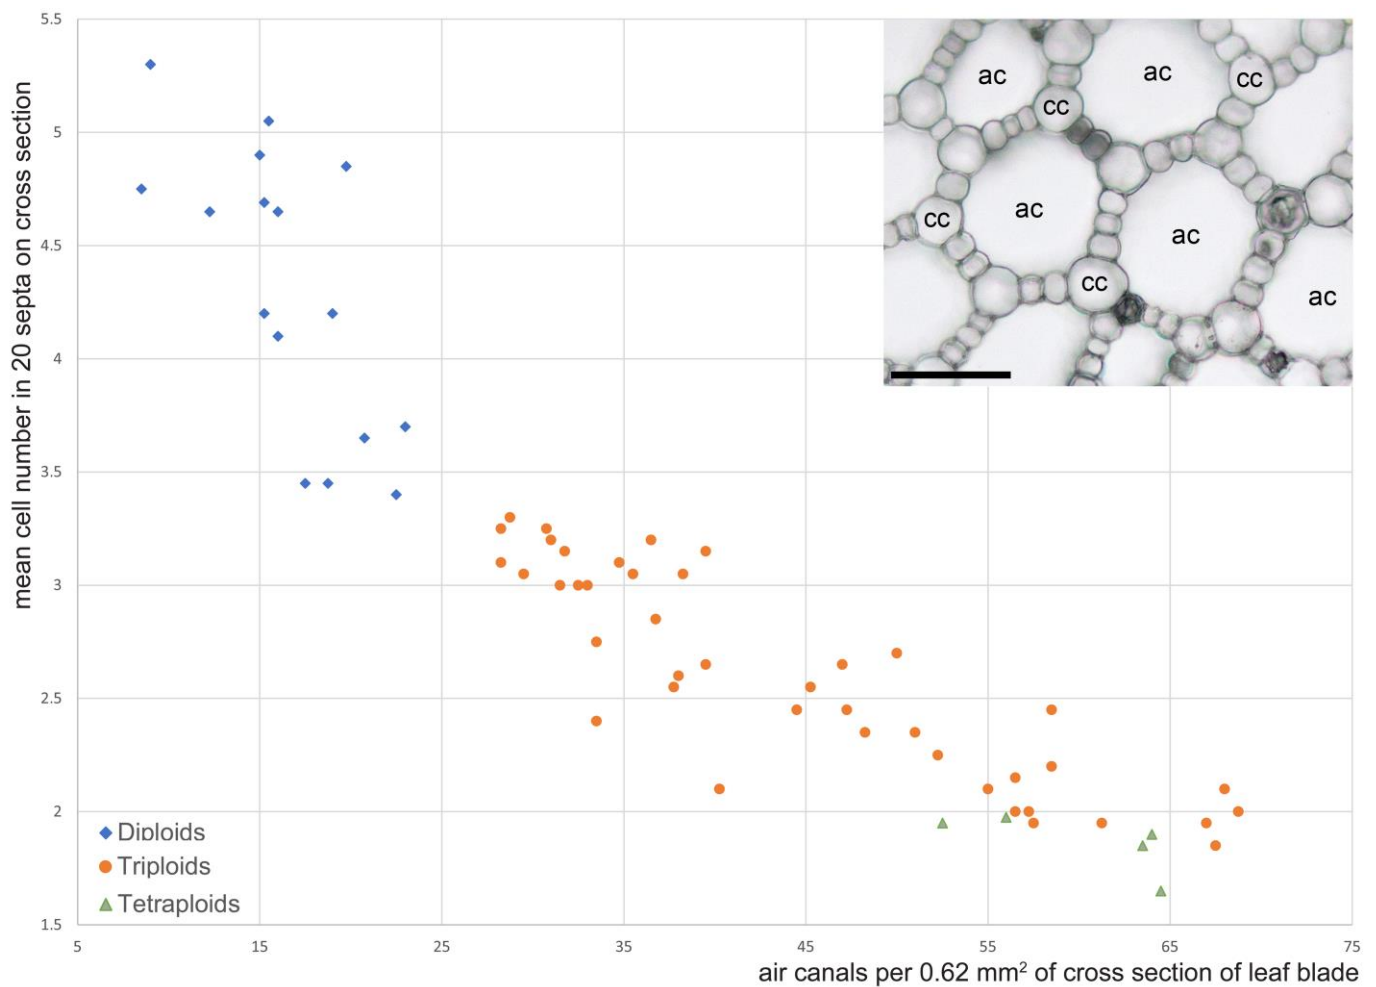 5.5
5
4.5
4
3.5
3
2.5
2
1.5
mean cell number in 20 septa on cross section
ac
ac
cc
cc
ac
cc
ac
cc
ac
Diploids
Triploids
Tetraploids
5 15 25 35 45 55 65 75
air canals per 0.62 mm² of cross section of leaf blade